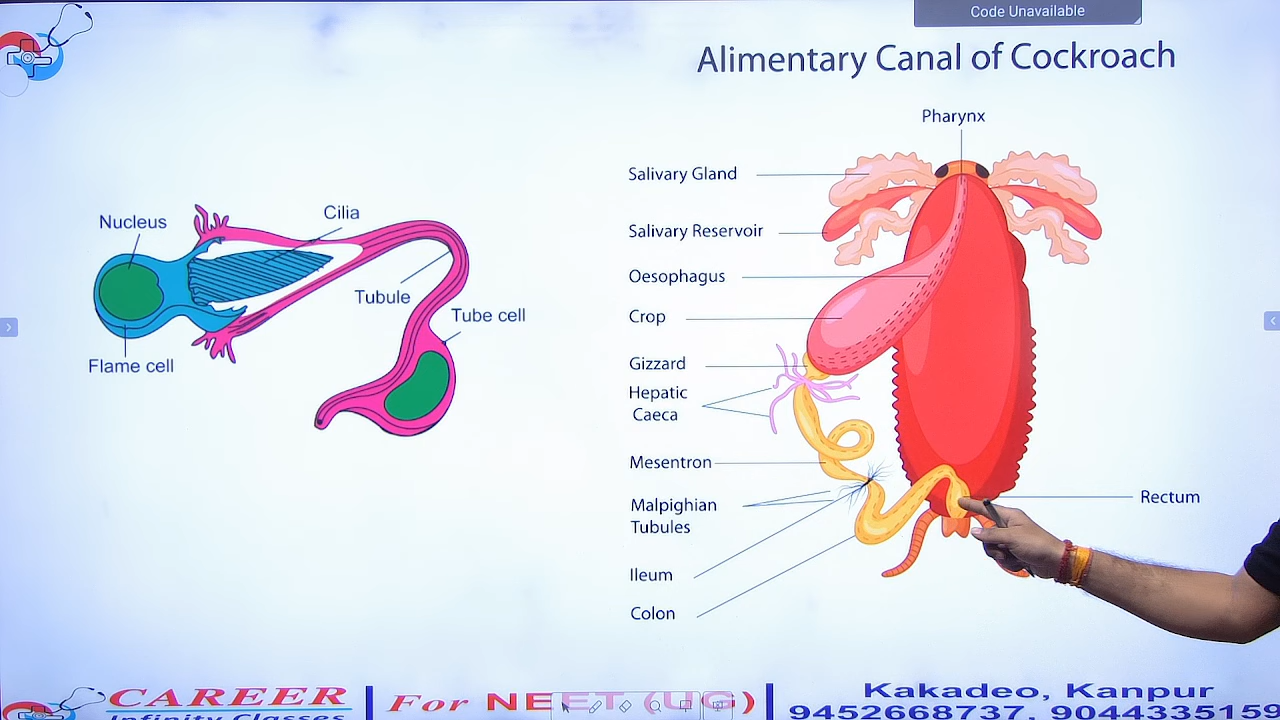 Code Unavailable
Alimentary Canal of Cockroach
Nucleus
Cilia
Tubule
Tube cell
Flame cell
Pharynx
Salivary Gland
Salivary Reservoir
Oesophagus
Crop
Gizzard
Hepatic
Caeca
Mesentron
Malpighian
Tubules
Ileum
Colon
Rectum
CAREER
Infinity Classes
For NEET (UG)
Kakadeo, Kanpur
9452668737, 9044335159